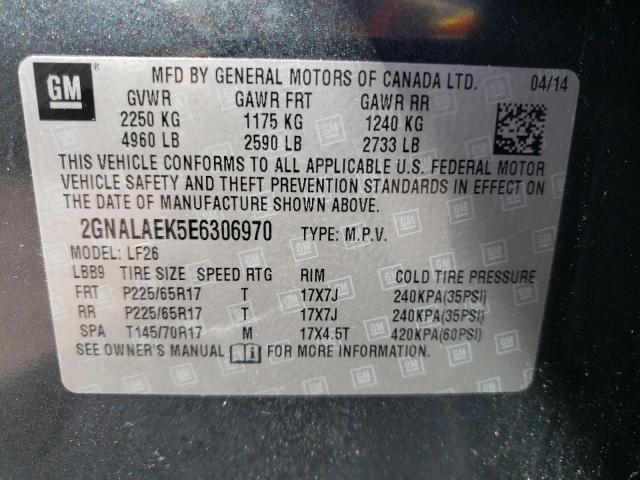 GM ®
MFD BY GENERAL MOTORS OF CANADA LTD. 04/14
GVWR GAWR FRT GAWR RR
2250 KG 1175 KG 1240 KG
4960 LB 2590 LB 2733 LB
THIS VEHICLE CONFORMS TO ALL APPLICABLE U.S. FEDERAL MOTOR
VEHICLE SAFETY AND THEFT PREVENTION STANDARDS IN EFFECT ON
THE DATE OF MANUFACTURE SHOWN ABOVE.
2GNALAEK5E6306970 TYPE: M.P.V.
MODEL: LF26
LBB9 TIRE SIZE SPEED RTG RIM COLD TIRE PRESSURE
FRT P225/65R17 T 17X7J 240KPA(35PSI)
RR P225/65R17 T 17X7J 240KPA(35PSI)
SPA T145/70R17 M 17X4.5T 420KPA(60PSI)
SEE OWNER'S MANUAL FOR MORE INFORMATION.